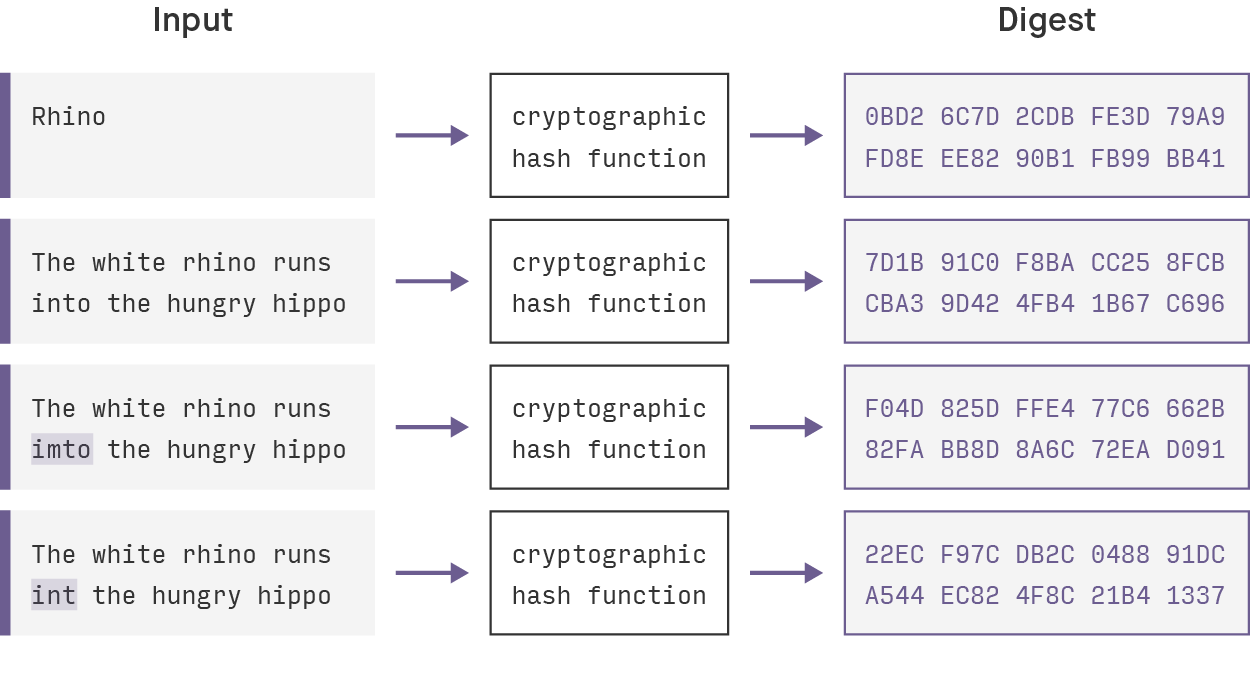 Input
Digest
Rhino
cryptographic
hash function
0BD2 6C7D 2CDB FE3D 79A9
FD8E EE82 90B1 FB99 BB41
The white rhino runs
into the hungry hippo
cryptographic
hash function
7D1B 91C0 F8BA CC25 8FCB
CBA3 9D42 4FB4 1B67 C696
The white rhino runs
imto the hungry hippo
cryptographic
hash function
F04D 825D FFE4 77C6 662B
82FA BB8D 8A6C 72EA D091
The white rhino runs
int the hungry hippo
cryptographic
hash function
22EC F97C DB2C 0488 91DC
A544 EC82 4F8C 21B4 1337